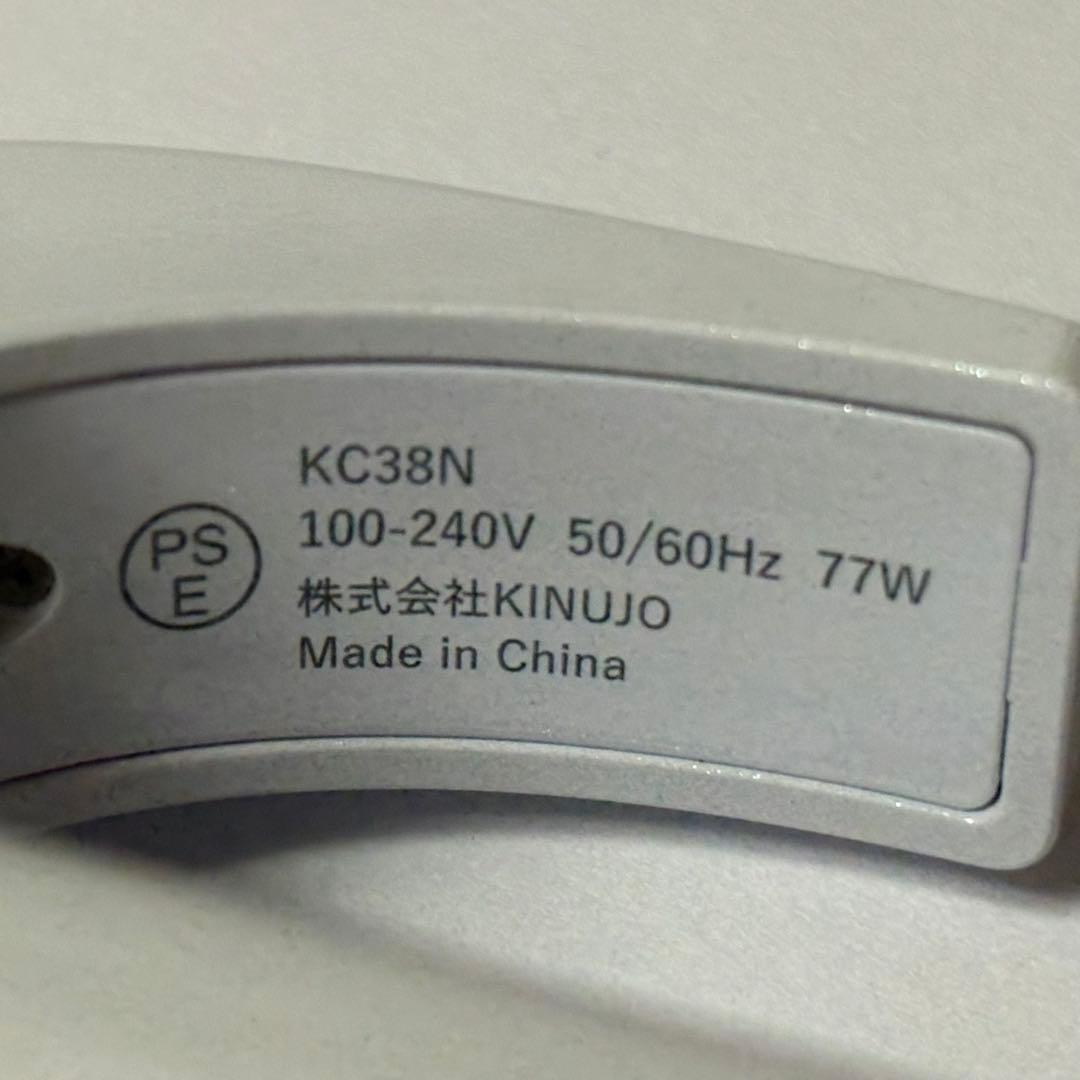 KC38N
PS
E
100-240V 50/60Hz 77W
株式会社KINUJO
Made in China